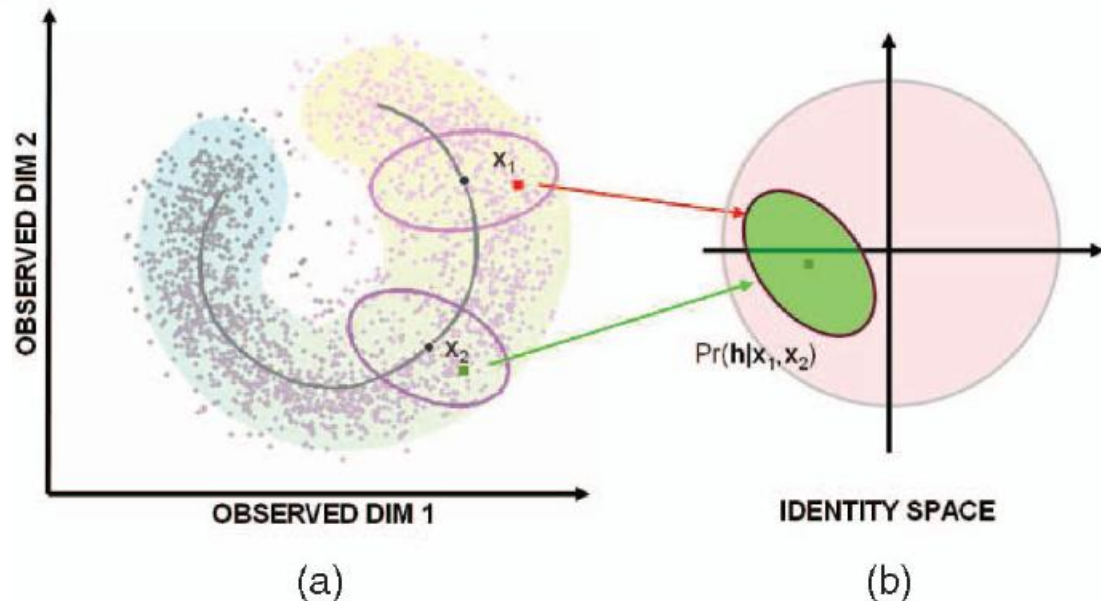 OBSERVED DIM 2
x₁
x₂
OBSERVED DIM 1
(a)
Pr(h|x₁,x₂)
IDENTITY SPACE
(b)